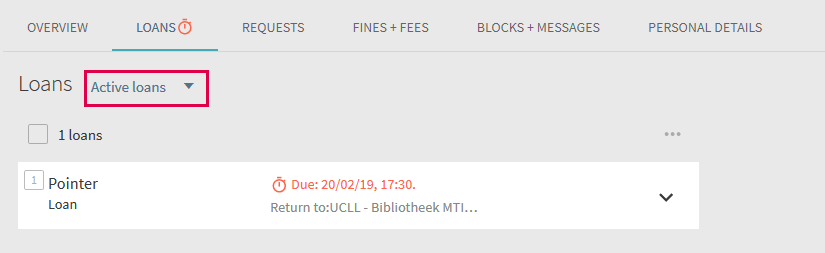 OVERVIEW LOANS REQUESTS FINES + FEES BLOCKS + MESSAGES PERSONAL DETAILS
Loans Active loans
1 loans
1 Pointer Due: 20/02/19, 17:30.
Loan Return to:UCLL - Bibliotheek MTI...